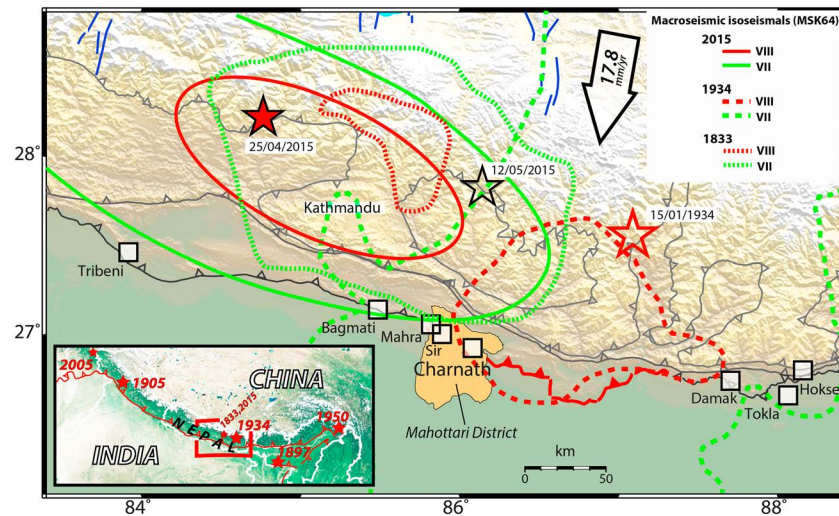 Macroseismic isoseismals (MSK64)
2015
VIII
VII
1934
VIII
VII
1833
VIII
VII
17.8
mm/yr
28°
27°
25/04/2015
12/05/2015
15/01/1934
Kathmandu
Tribeni
Bagmati
Mahra
Sir
Charnath
Mahottari District
Damak
Tokla
Hokse
km
0
50
2005
1905
CHINA
1833,2015
1934
1950
NEPAL
INDIA
1897
84°
86°
88°